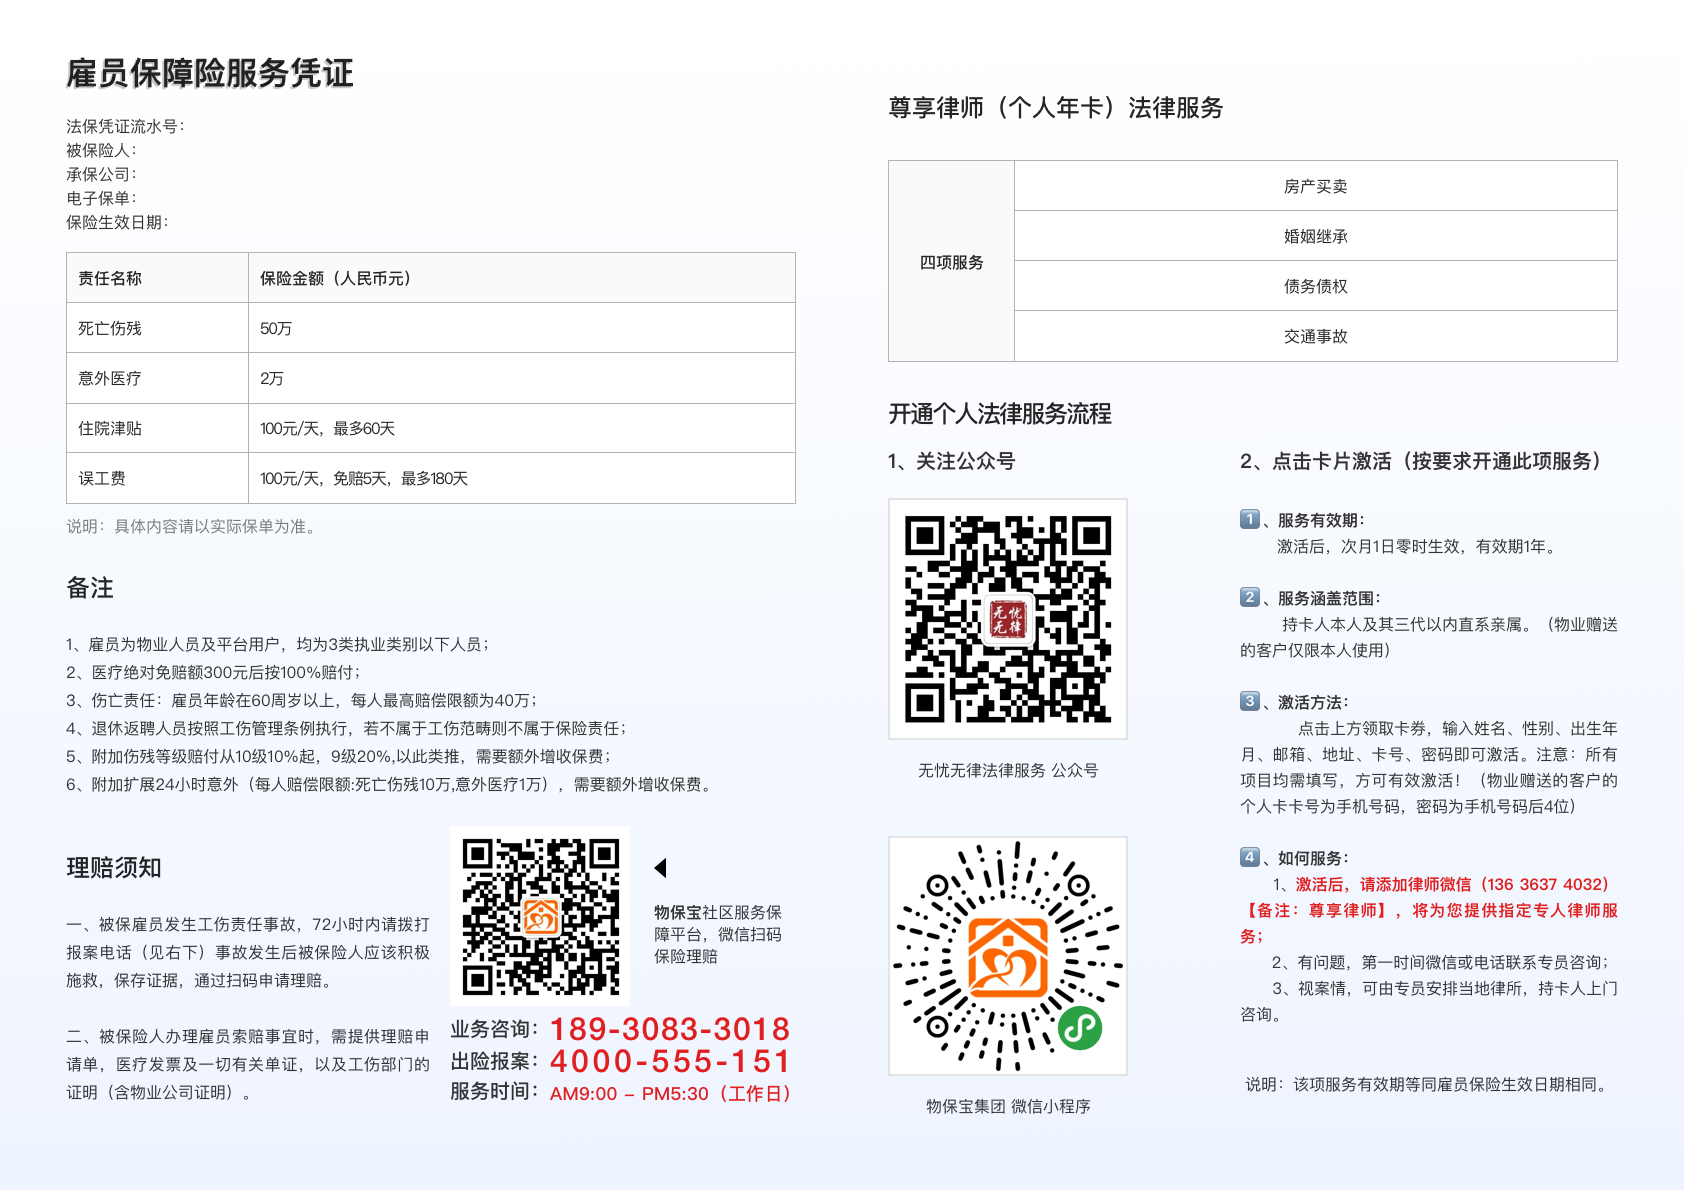 雇员保障险服务凭证
法保凭证流水号：
被保险人：
承保公司：
电子保单：
保险生效日期：
责任名称 保险金额（人民币元）
死亡伤残 50万
意外医疗 2万
住院津贴 100元/天，最多60天
误工费 100元/天，免赔5天，最多180天
说明：具体内容请以实际保单为准。
备注
1、雇员为物业人员及平台用户，均为3类执业类别以下人员；
2、医疗绝对免赔额300元后按100%赔付；
3、伤亡责任：雇员年龄在60周岁以上，每人最高赔偿限额为40万；
4、退休返聘人员按照工伤管理条例执行，若不属于工伤范畴则不属于保险责任；
5、附加伤残等级赔付从10级10%起，9级20%,以此类推，需要额外增收保费；
6、附加扩展24小时意外（每人赔偿限额:死亡伤残10万,意外医疗1万），需要额外增收保费。
理赔须知
一、被保雇员发生工伤责任事故，72小时内请拨打
报案电话（见右下）事故发生后被保险人应该积极
施救，保存证据，通过扫码申请理赔。
二、被保险人办理雇员索赔事宜时，需提供理赔申
请单，医疗发票及一切有关单证，以及工伤部门的
证明（含物业公司证明）。
物保宝社区服务保
障平台，微信扫码
保险理赔
业务咨询：189-3083-3018
出险报案：4000-555-151
服务时间：AM9:00 – PM5:30（工作日）
尊享律师（个人年卡）法律服务
四项服务
房产买卖
婚姻继承
债务债权
交通事故
开通个人法律服务流程
1、关注公众号
无忧
无律
无忧无律法律服务 公众号
物保宝集团 微信小程序
2、点击卡片激活（按要求开通此项服务）
1、服务有效期：
激活后，次月1日零时生效，有效期1年。
2、服务涵盖范围：
持卡人本人及其三代以内直系亲属。（物业赠送
的客户仅限本人使用）
3、激活方法：
点击上方领取卡券，输入姓名、性别、出生年
月、邮箱、地址、卡号、密码即可激活。注意：所有
项目均需填写，方可有效激活！（物业赠送的客户的
个人卡卡号为手机号码，密码为手机号码后4位）
4、如何服务：
1、激活后，请添加律师微信（136 3637 4032）
【备注：尊享律师】，将为您提供指定专人律师服
务；
2、有问题，第一时间微信或电话联系专员咨询；
3、视案情，可由专员安排当地律所，持卡人上门
咨询。
说明：该项服务有效期等同雇员保险生效日期相同。